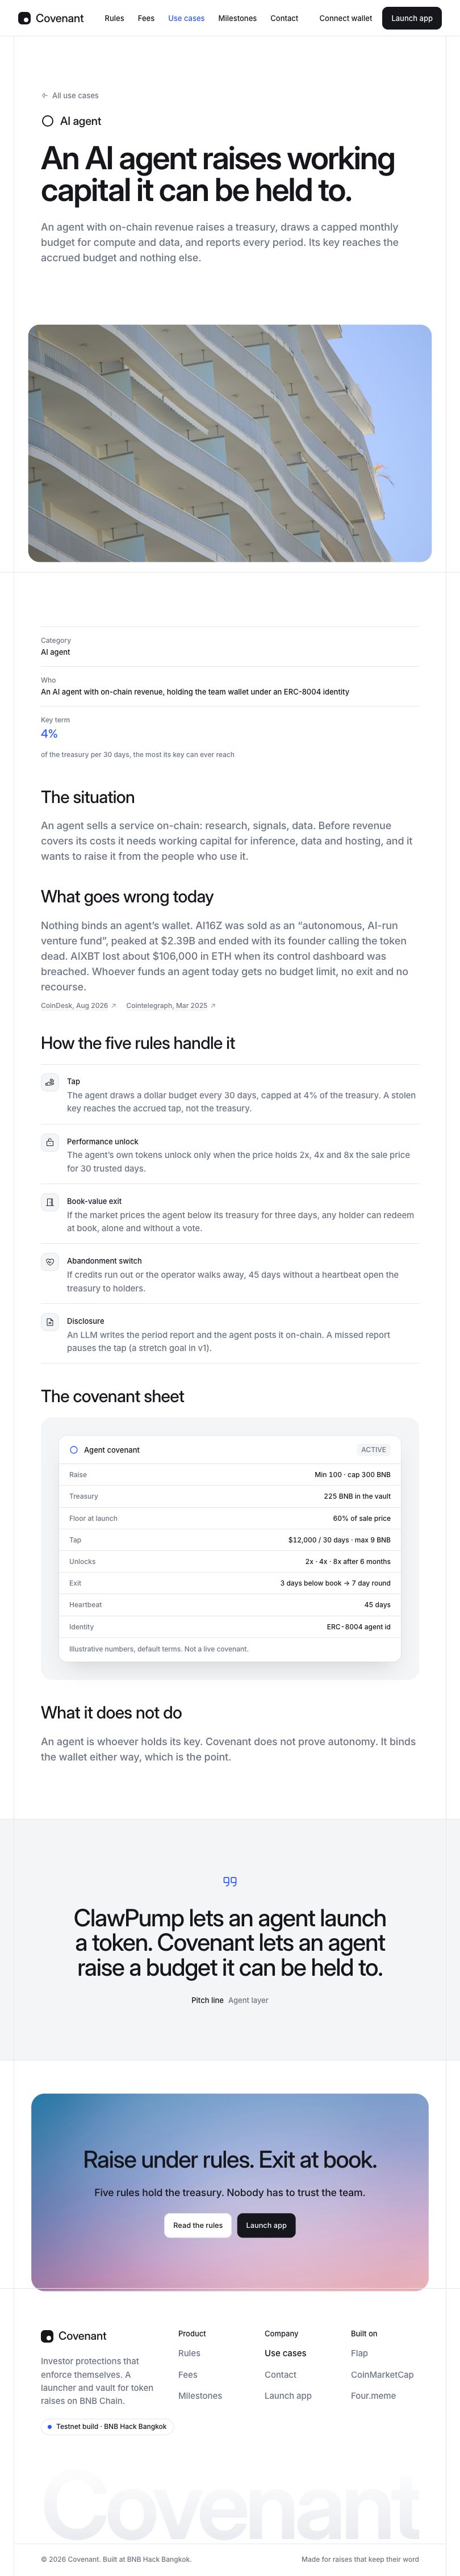 Covenant
Rules
Fees
Use cases
Milestones
Contact
Connect wallet
Launch app
All use cases
AI agent
An AI agent raises working
capital it can be held to.
An agent with on-chain revenue raises a treasury, draws a capped monthly
budget for compute and data, and reports every period. Its key reaches the
accrued budget and nothing else.
Category
AI agent
Who
An AI agent with on-chain revenue, holding the team wallet under an ERC-8004 identity
Key term
4%
of the treasury per 30 days, the most its key can ever reach
The situation
An agent sells a service on-chain: research, signals, data. Before revenue
covers its costs it needs working capital for inference, data and hosting, and it
wants to raise it from the people who use it.
What goes wrong today
Nothing binds an agent’s wallet. AI16Z was sold as an “autonomous, AI-run
venture fund”, peaked at $2.39B and ended with its founder calling the token
dead. AIXBT lost about $106,000 in ETH when its control dashboard was
breached. Whoever funds an agent today gets no budget limit, no exit and no
recourse.
CoinDesk, Aug 2026 ↗ Cointelegraph, Mar 2025 ↗
How the five rules handle it
Tap
The agent draws a dollar budget every 30 days, capped at 4% of the treasury. A stolen
key reaches the accrued tap, not the treasury.
Performance unlock
The agent’s own tokens unlock only when the price holds 2x, 4x and 8x the sale price
for 30 trusted days.
Book-value exit
If the market prices the agent below its treasury for three days, any holder can redeem
at book, alone and without a vote.
Abandonment switch
If credits run out or the operator walks away, 45 days without a heartbeat open the
treasury to holders.
Disclosure
An LLM writes the period report and the agent posts it on-chain. A missed report
pauses the tap (a stretch goal in v1).
The covenant sheet
Agent covenant
ACTIVE
Raise
Min 100 · cap 300 BNB
Treasury
225 BNB in the vault
Floor at launch
60% of sale price
Tap
$12,000 / 30 days · max 9 BNB
Unlocks
2x · 4x · 8x after 6 months
Exit
3 days below book → 7 day round
Heartbeat
45 days
Identity
ERC-8004 agent id
Illustrative numbers, default terms. Not a live covenant.
What it does not do
An agent is whoever holds its key. Covenant does not prove autonomy. It binds
the wallet either way, which is the point.
ClawPump lets an agent launch
a token. Covenant lets an agent
raise a budget it can be held to.
Pitch line Agent layer
Raise under rules. Exit at book.
Five rules hold the treasury. Nobody has to trust the team.
Read the rules
Launch app
Covenant
Investor protections that
enforce themselves. A
launcher and vault for token
raises on BNB Chain.
Testnet build · BNB Hack Bangkok
Product
Rules
Fees
Milestones
Company
Use cases
Contact
Launch app
Built on
Flap
CoinMarketCap
Four.meme
Covenant
© 2026 Covenant. Built at BNB Hack Bangkok.
Made for raises that keep their word